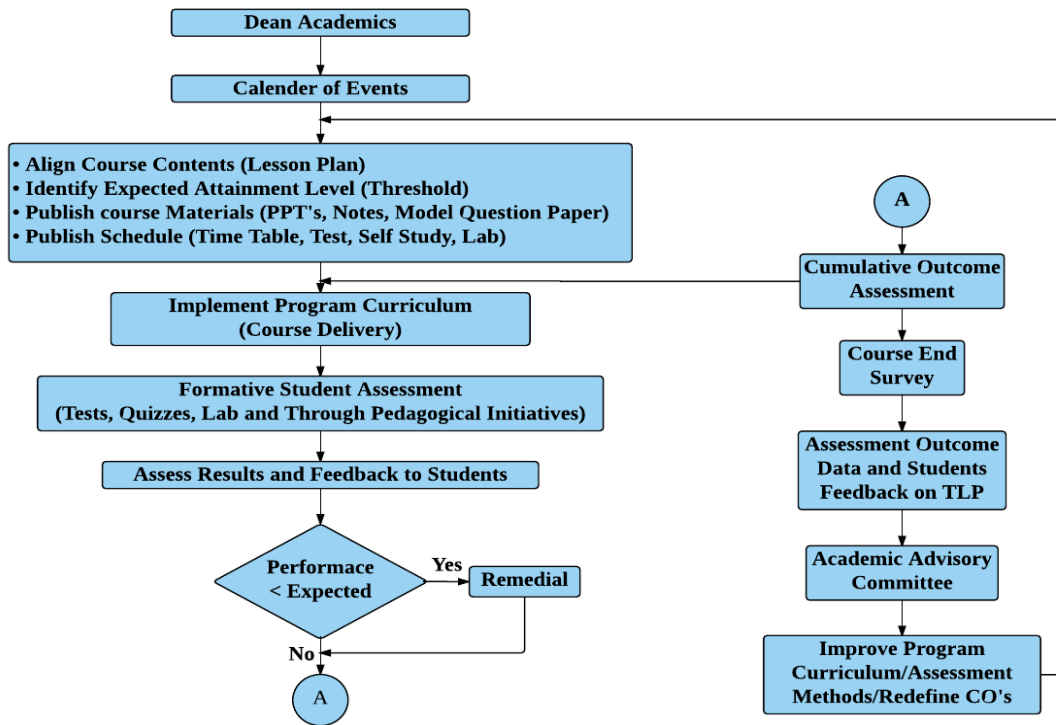 Dean Academics
Calender of Events
• Align Course Contents (Lesson Plan)
• Identify Expected Attainment Level (Threshold)
• Publish course Materials (PPT's, Notes, Model Question Paper)
• Publish Schedule (Time Table, Test, Self Study, Lab)
Implement Program Curriculum
(Course Delivery)
Formative Student Assessment
(Tests, Quizzes, Lab and Through Pedagogical Initiatives)
Assess Results and Feedback to Students
Performace
< Expected
Yes
Remedial
No
A
A
Cumulative Outcome
Assessment
Course End
Survey
Assessment Outcome
Data and Students
Feedback on TLP
Academic Advisory
Committee
Improve Program
Curriculum/Assessment
Methods/Redefine CO's